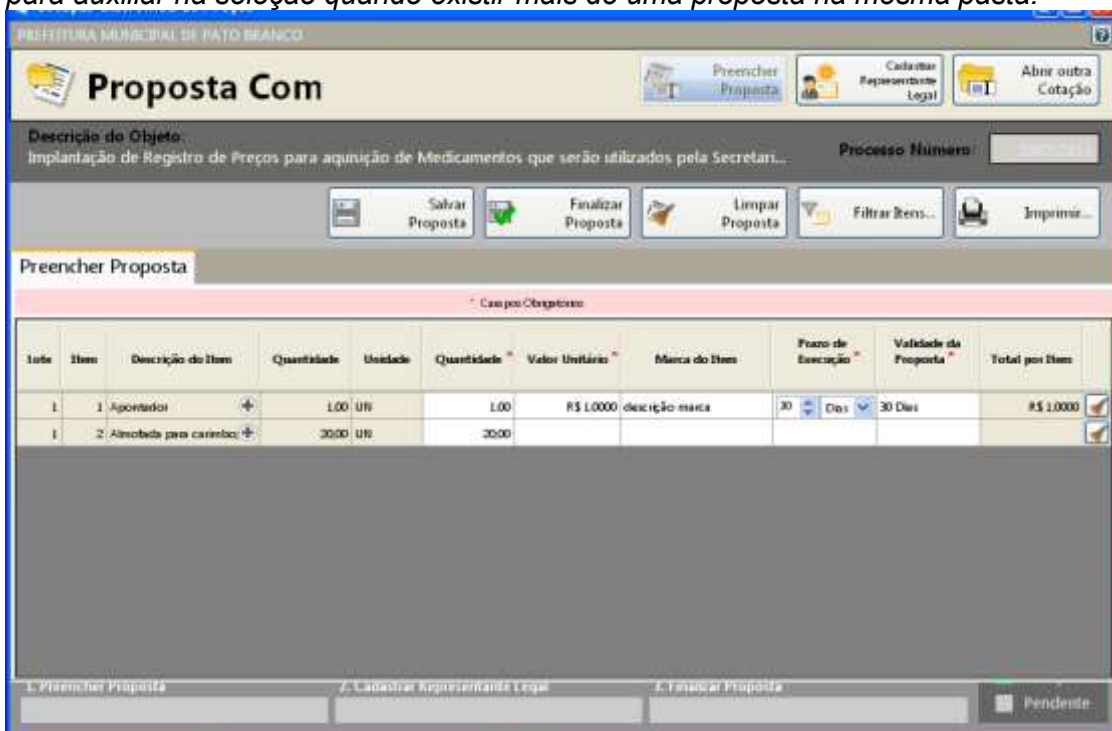 para auxiliar na seleção quando existir mais de uma proposta na mesma pasta.
PREFEITURA MUNICIPAL DE PATO BRANCO
Proposta Com
Preencher Proposta
Cadastrar Representante Legal
Abrir outra Cotação
Descrição do Objeto:
Implantação de Registro de Preços para aquisição de Medicamentos que serão utilizados pela Secretari...
Processo Número:
Salvar Proposta
Finalizar Proposta
Limpar Proposta
Filtrar Itens...
Imprimir...
Preencher Proposta
* Campos Obrigatórios
Lote Item Descrição do Item Quantidade Unidade Quantidade * Valor Unitário * Marca do Item Prazo de Execução * Validade da Proposta * Total por Item
1 1 Apontador 1,00 UN 1,00 R$ 1,0000 descrição marca 30 Dias 30 Dias R$ 1,0000
1 2 Almofada para carimbo; 20,00 UN 20,00
1. Preencher Proposta
2. Cadastrar Representante Legal
3. Finalizar Proposta
Pendente